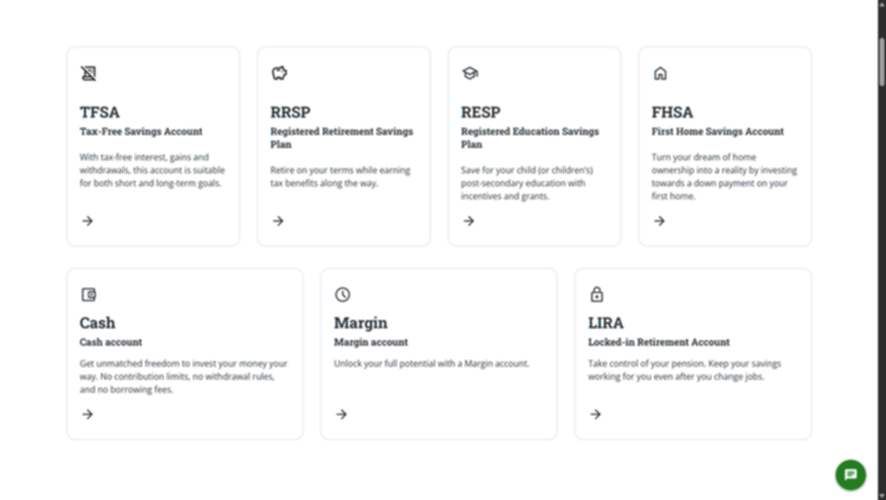 TFSA
Tax-Free Savings Account
With tax-free interest, gains and
withdrawals, this account is suitable
for both short and long-term goals.
RRSP
Registered Retirement Savings
Plan
Retire on your terms while earning
tax benefits along the way.
RESP
Registered Education Savings
Plan
Save for your child (or children's)
post-secondary education with
incentives and grants.
FHSA
First Home Savings Account
Turn your dream of home
ownership into a reality by investing
towards a down payment on your
first home.
Cash
Cash account
Get unmatched freedom to invest your money your
way. No contribution limits, no withdrawal rules,
and no borrowing fees.
Margin
Margin account
Unlock your full potential with a Margin account.
LIRA
Locked-in Retirement Account
Take control of your pension. Keep your savings
working for you even after you change jobs.